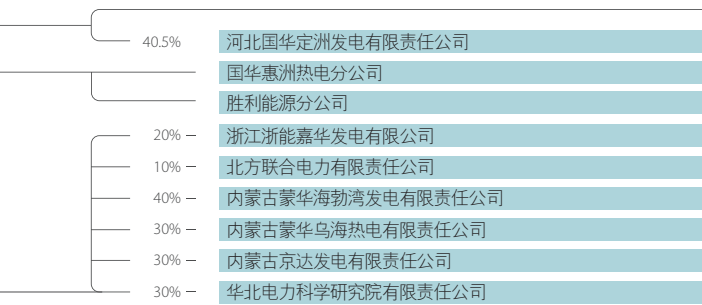 40.5% 河北国华定洲发电有限责任公司
国华惠洲热电分公司
胜利能源分公司
20% 浙江浙能嘉华发电有限公司
10% 北方联合电力有限责任公司
40% 内蒙古蒙华海勃湾发电有限责任公司
30% 内蒙古蒙华乌海热电有限责任公司
30% 内蒙古京达发电有限责任公司
30% 华北电力科学研究院有限责任公司